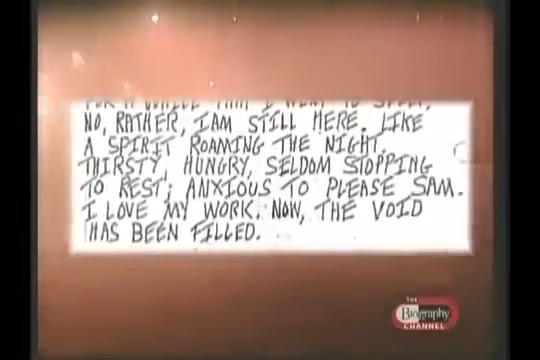 NO, RATHER, I AM STILL HERE. LIKE
A SPIRIT ROAMING THE NIGHT.
THIRSTY, HUNGRY, SELDOM STOPPING
TO REST; ANXIOUS TO PLEASE SAM.
I LOVE MY WORK. NOW, THE VOID
HAS BEEN FILLED.
THE
Biography
CHANNEL